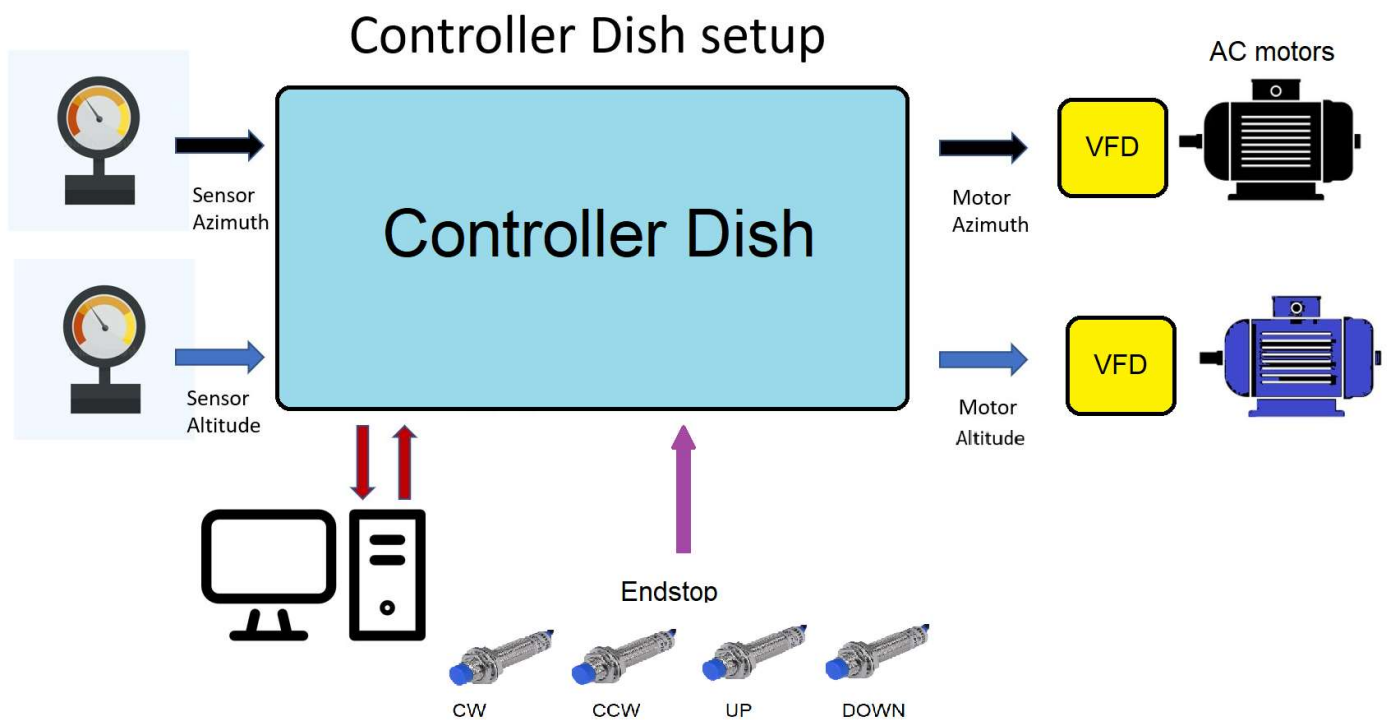 Controller Dish setup
AC motors
Sensor
Azimuth
Controller Dish
Motor
Azimuth
VFD
Sensor
Altitude
Motor
Altitude
VFD
Endstop
CW
CCW
UP
DOWN